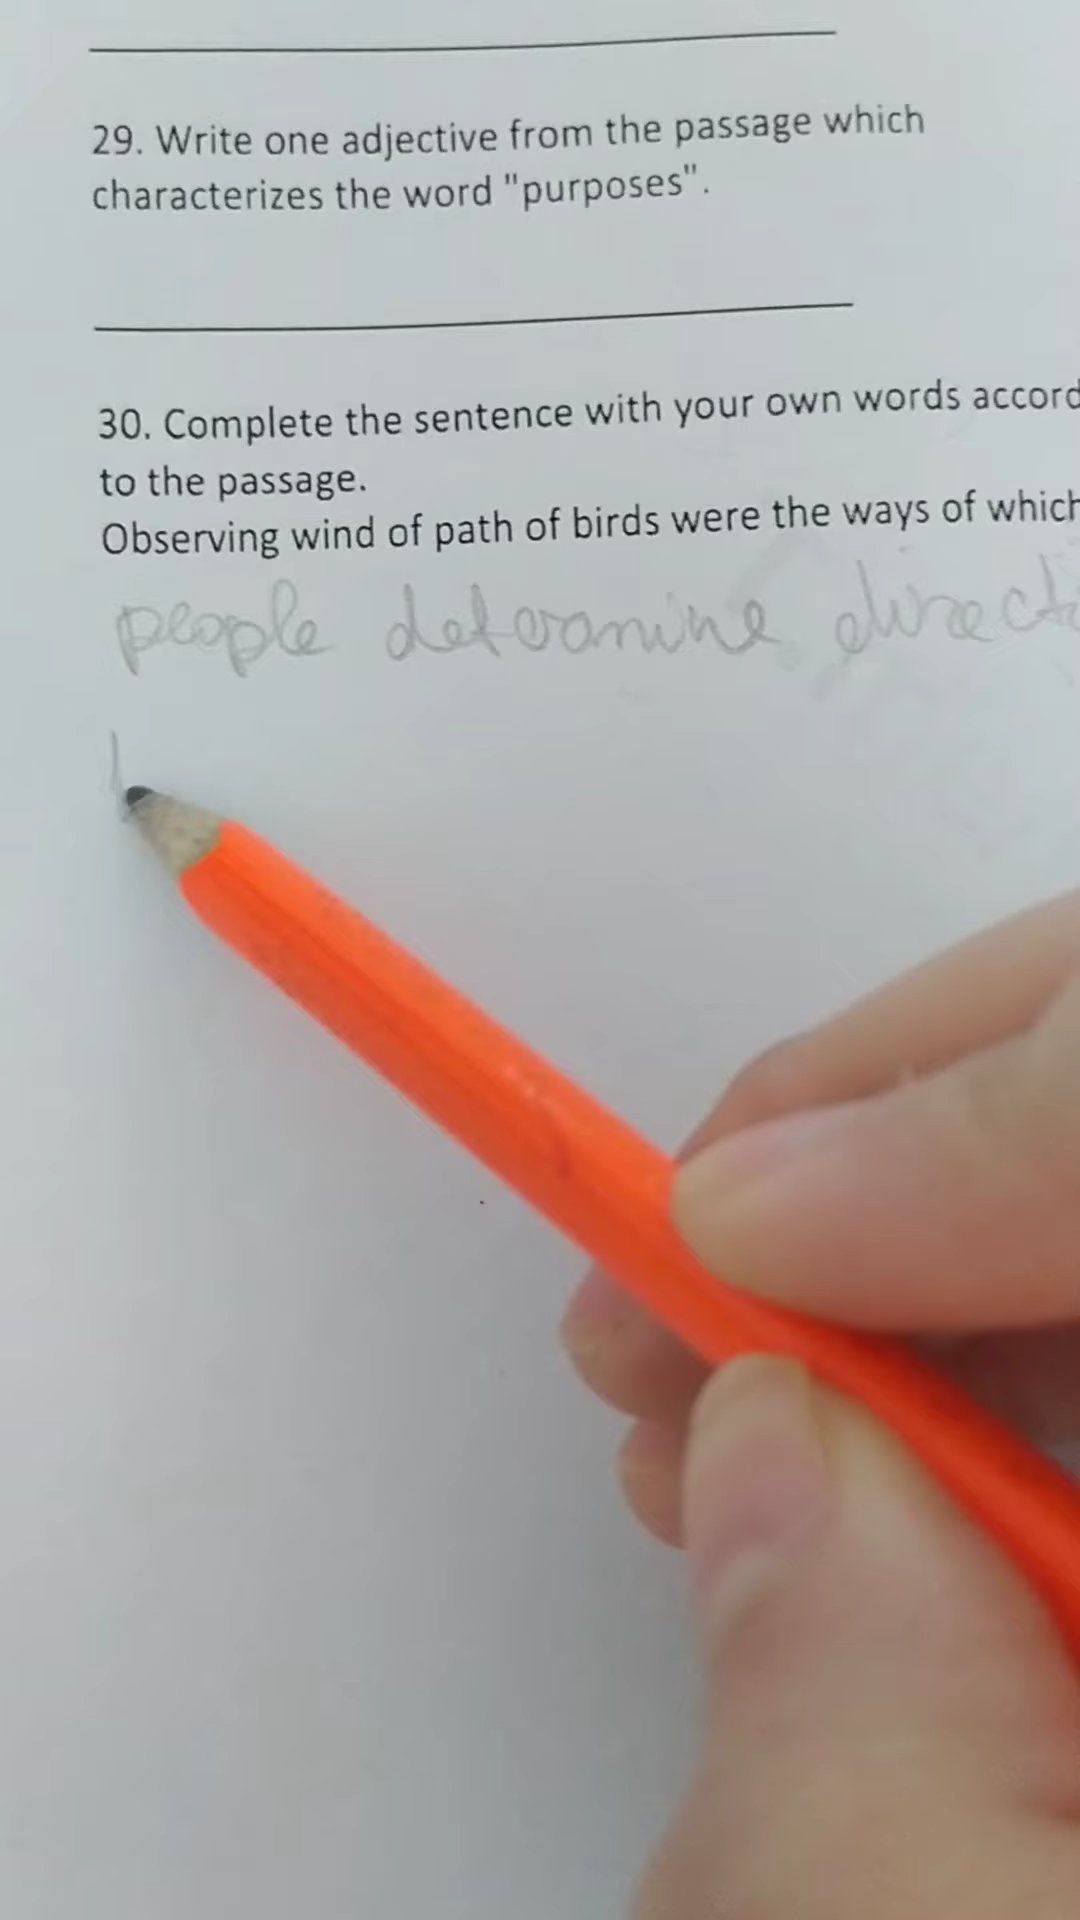 29. Write one adjective from the passage which
characterizes the word "purposes".
30. Complete the sentence with your own words accord
to the passage.
Observing wind of path of birds were the ways of which
people determine directi